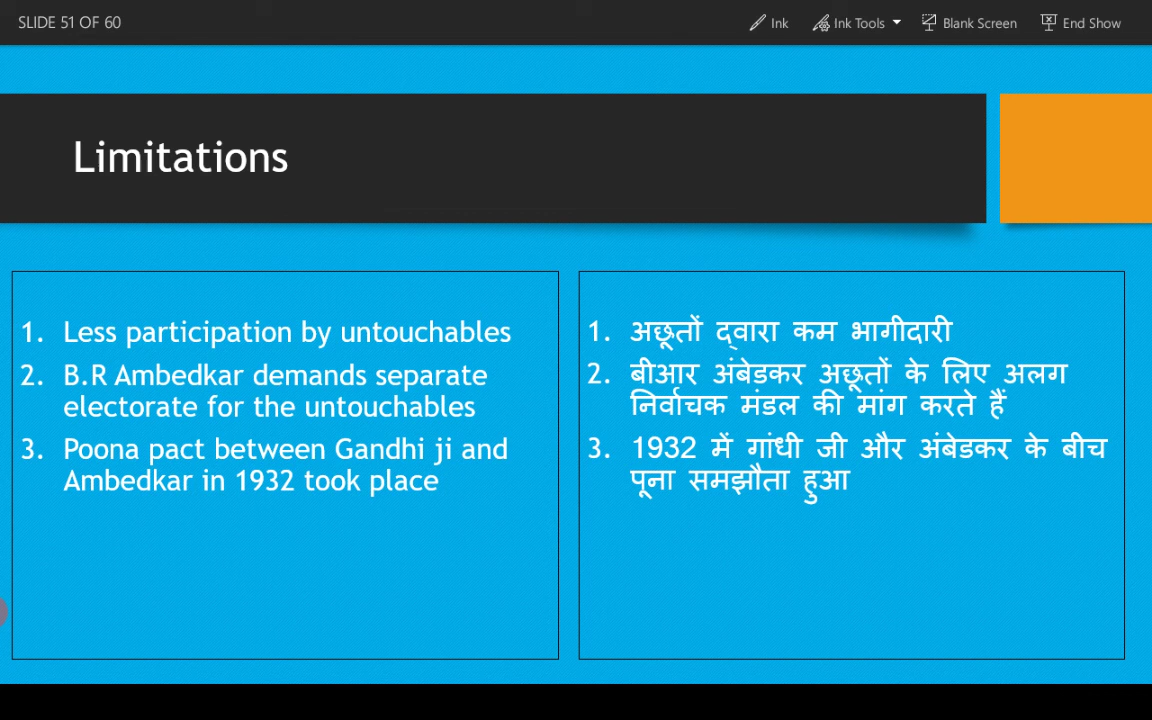 SLIDE 51 OF 60
Ink
Ink Tools
Blank Screen
End Show
Limitations
1. Less participation by untouchables
2. B.R Ambedkar demands separate
electorate for the untouchables
3. Poona pact between Gandhi ji and
Ambedkar in 1932 took place
1. अछूतों द्वारा कम भागीदारी
2. बीआर अंबेडकर अछूतों के लिए अलग
निर्वाचक मंडल की मांग करते हैं
3. 1932 में गांधी जी और अंबेडकर के बीच
पूना समझौता हुआ